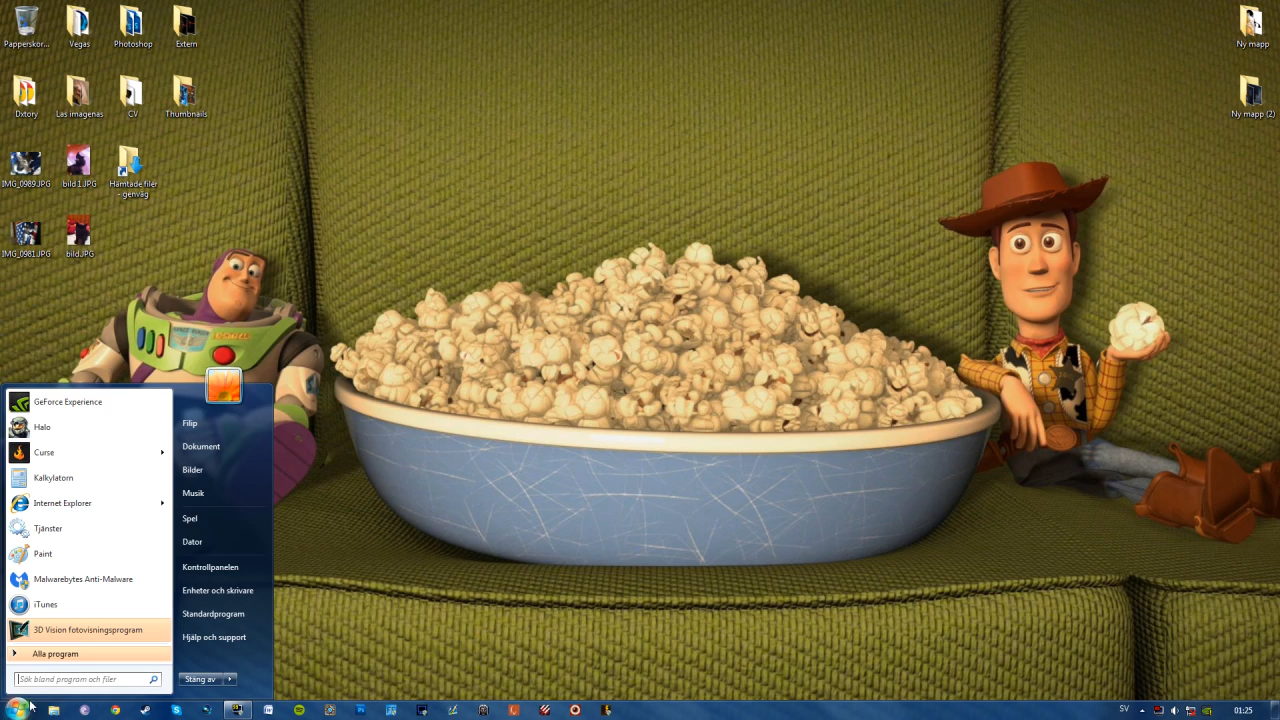 Papperskor...
Vegas
Photoshop
Extern
Ny mapp
Dxtory
Las imagenas
CV
Thumbnails
Ny mapp (2)
IMG_0989.JPG
bild 1.JPG
Hämtade filer
- genväg
IMG_0981.JPG
bild.JPG
GeForce Experience
Halo
Curse
Kalkylatorn
Internet Explorer
Tjänster
Paint
Malwarebytes Anti-Malware
iTunes
3D Vision fotovisningsprogram
Alla program
Sök bland program och filer
Filip
Dokument
Bilder
Musik
Spel
Dator
Kontrollpanelen
Enheter och skrivare
Standardprogram
Hjälp och support
Stäng av
SV
01:25